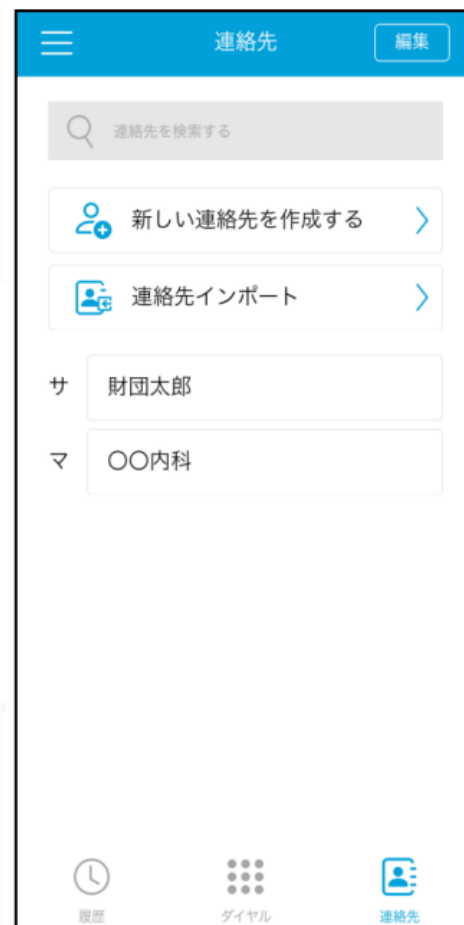 連絡先
編集
連絡先を検索する
新しい連絡先を作成する
連絡先インポート
サ 財団太郎
マ 〇〇内科
履歴 ダイヤル 連絡先